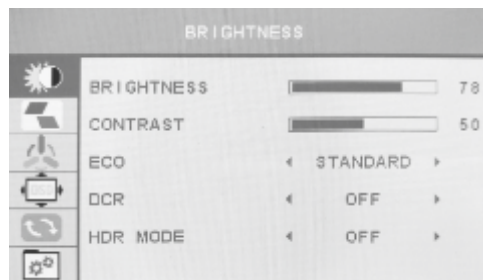 BRIGHTNESS
BRIGHTNESS 78
CONTRAST 50
ECO STANDARD
DCR OFF
HDR MODE OFF